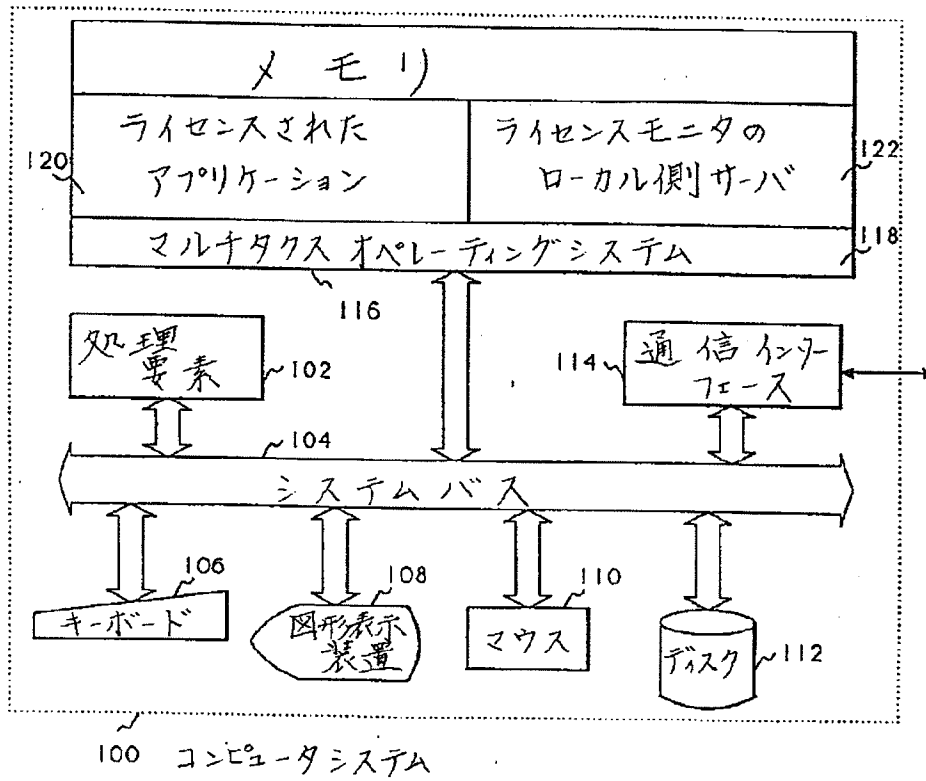 メモリ
ライセンスされた
アプリケーション
120
ライセンスモニタの
ローカル側サーバ
122
マルチタクス オペレーティングシステム
118
116
処理
要素
102
114
通信インター
フェース
104
システムバス
106
キーボード
108
図形表示
装置
110
マウス
ディスク
112
100 コンピュータシステム